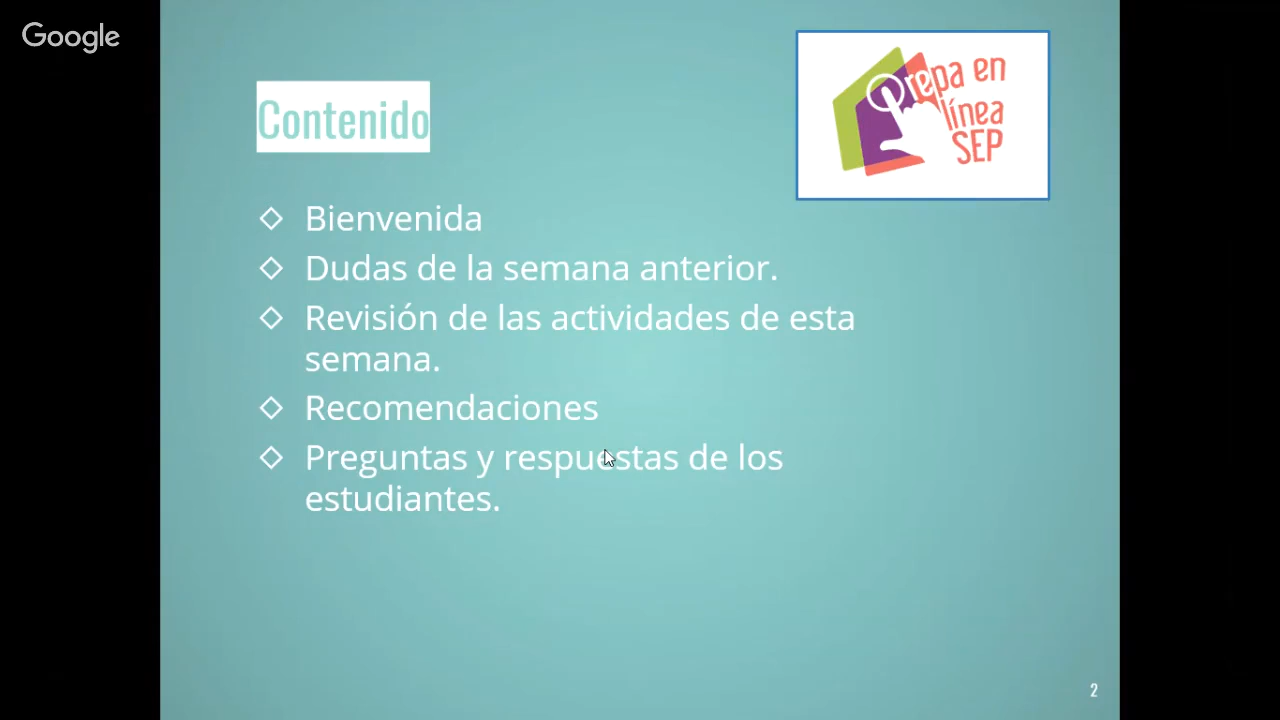 Google
Contenido
Prepa en
línea
SEP
Bienvenida
Dudas de la semana anterior.
Revisión de las actividades de esta
semana.
Recomendaciones
Preguntas y respuestas de los
estudiantes.
2